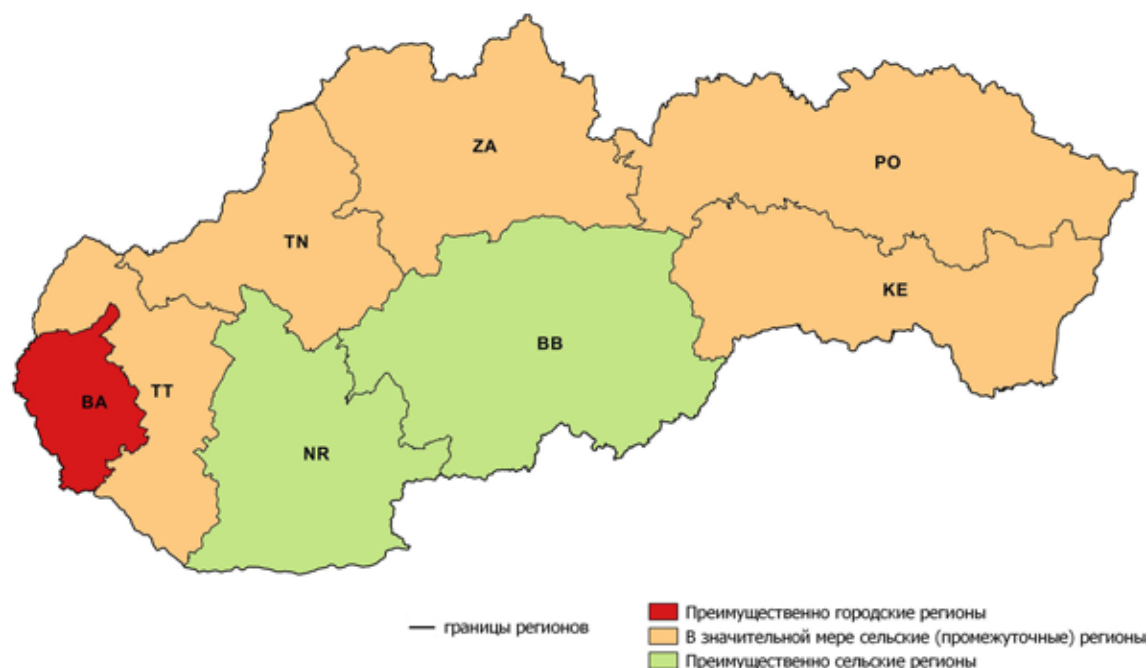 ZA
PO
TN
KE
BB
BA
TT
NR
границы регионов
Преимущественно городские регионы
В значительной мере сельские (промежуточные) регионы
Преимущественно сельские регионы